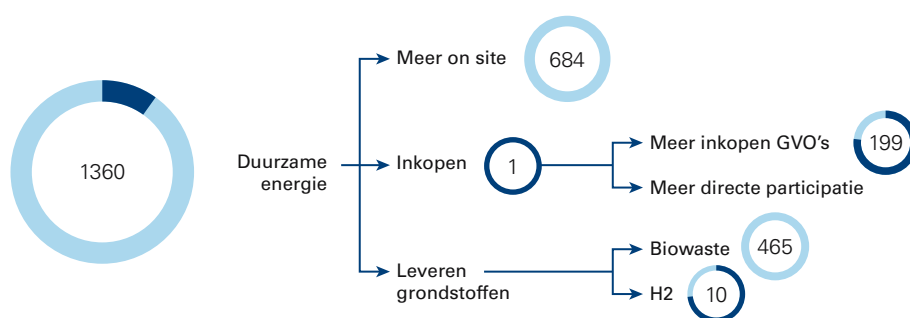 1360
Duurzame
energie
Meer on site
684
Inkopen
1
Meer inkopen GVO's
199
Meer directe participatie
Leveren
grondstoffen
Biowaste
465
H2
10